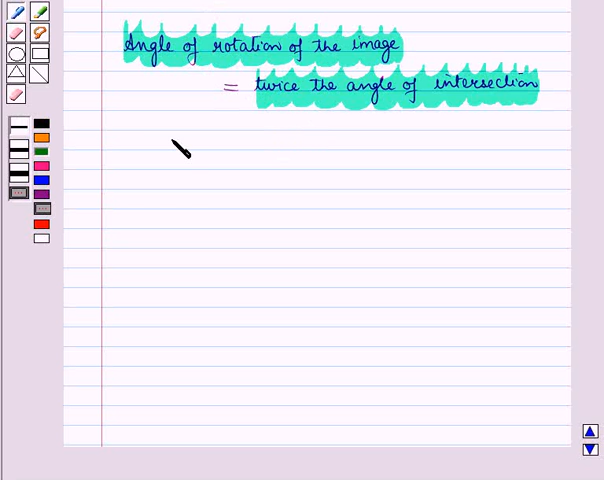 Angle of rotation of the image
= twice the angle of intersection